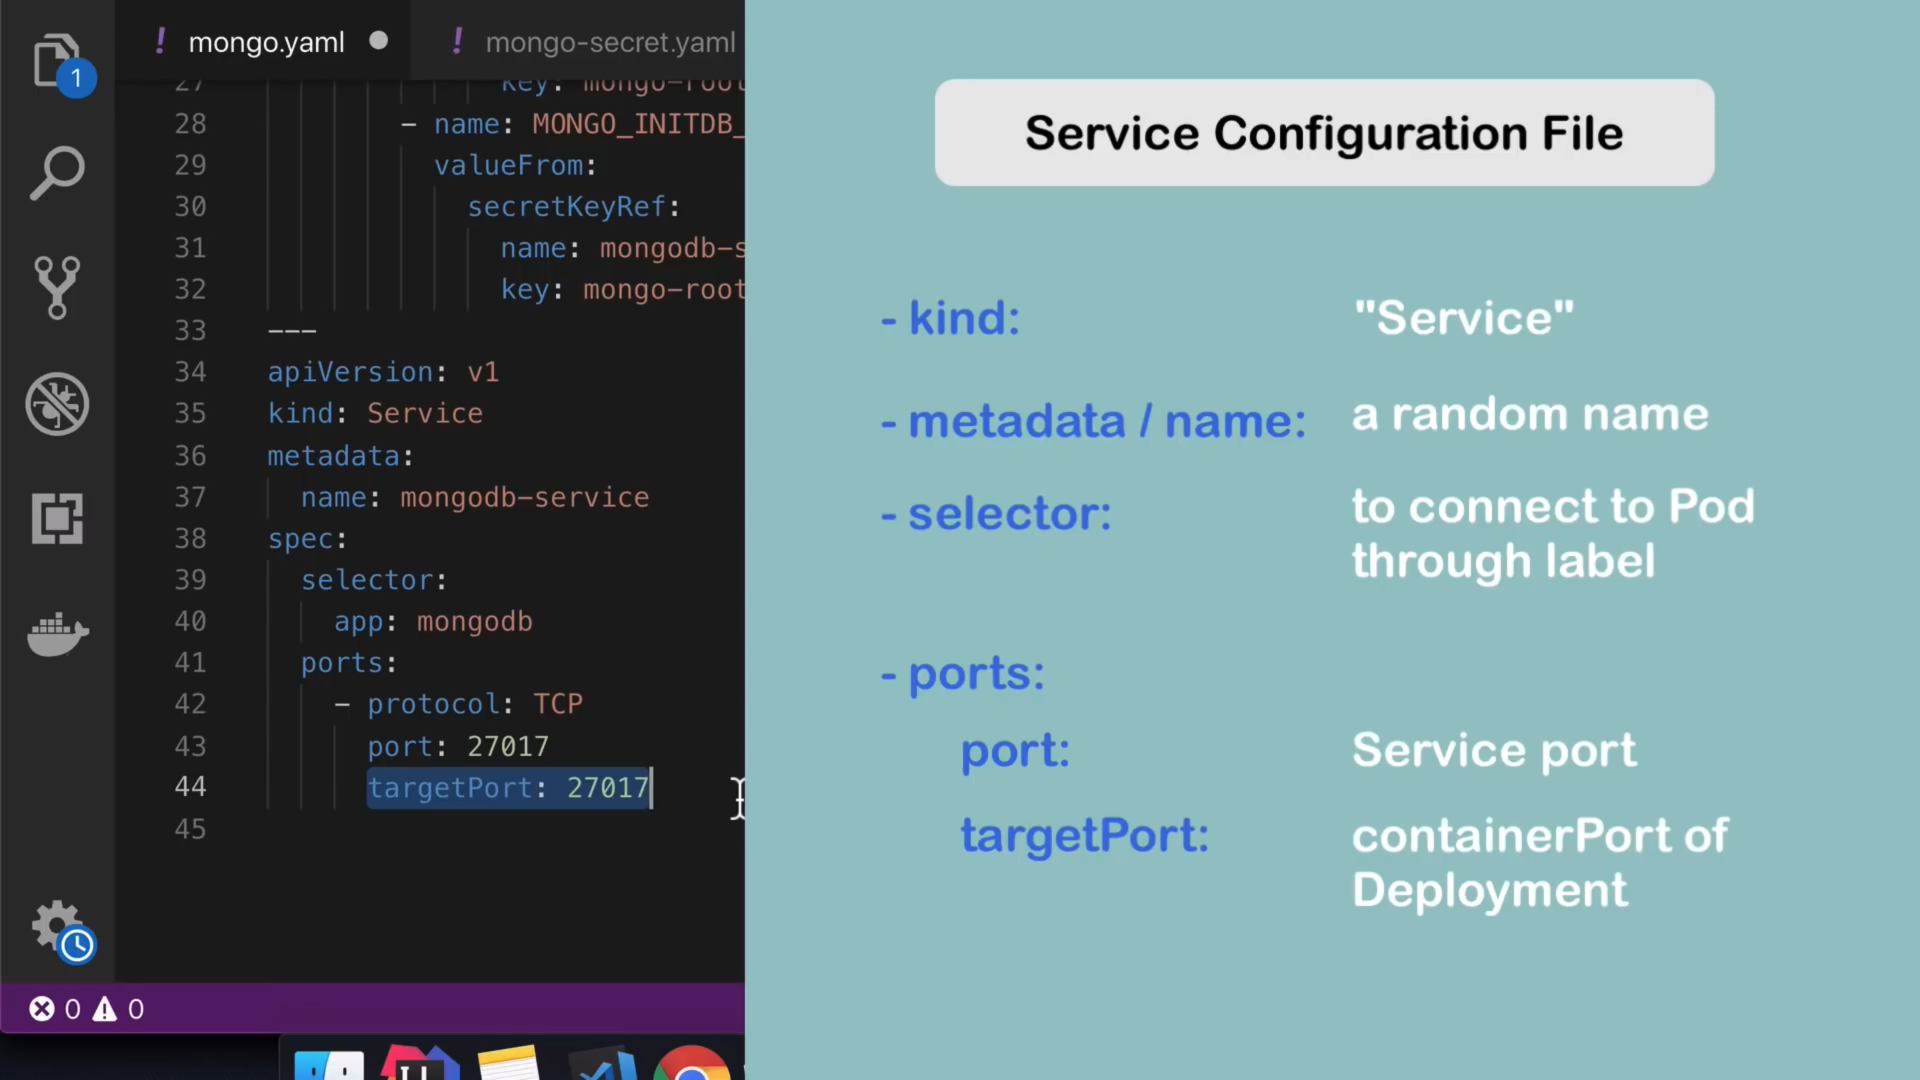 1
! mongo.yaml ● ! mongo-secret.yaml
27 key: mongo-root
28 - name: MONGO_INITDB_
29 valueFrom:
30 secretKeyRef:
31 name: mongodb-s
32 key: mongo-root
33 ---
34 apiVersion: v1
35 kind: Service
36 metadata:
37 name: mongodb-service
38 spec:
39 selector:
40 app: mongodb
41 ports:
42 - protocol: TCP
43 port: 27017
44 targetPort: 27017
45
0 0
Service Configuration File
- kind: "Service"
- metadata / name: a random name
- selector: to connect to Pod
through label
- ports:
port: Service port
targetPort: containerPort of
Deployment